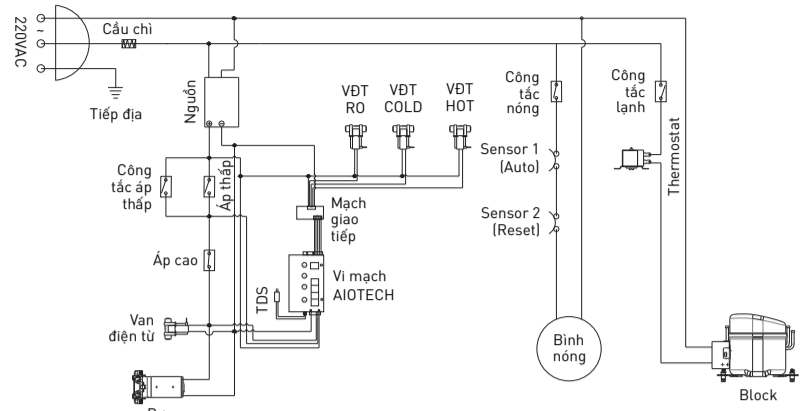 220VAC
~
Cầu chì
Tiếp địa
Nguồn
VĐT
RO
VĐT
COLD
VĐT
HOT
Công
tắc
nóng
Công
tắc
lạnh
Sensor 1
(Auto)
Thermostat
Công
tắc áp
thấp
Áp thấp
Mạch
giao
tiếp
Sensor 2
(Reset)
Áp cao
TDS
Vi mạch
AIOTECH
Van
điện từ
Bình
nóng
Block